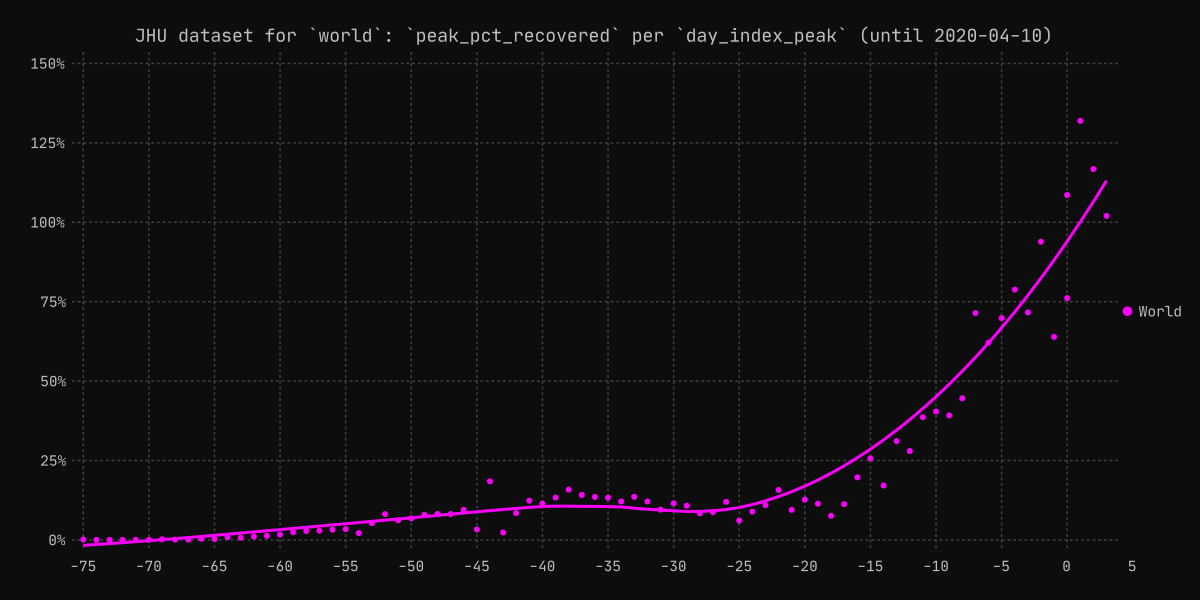 JHU dataset for `world`: `peak_pct_recovered` per `day_index_peak` (until 2020-04-10)
150%
125%
100%
75%
50%
25%
0%
World
-75 -70 -65 -60 -55 -50 -45 -40 -35 -30 -25 -20 -15 -10 -5 0 5